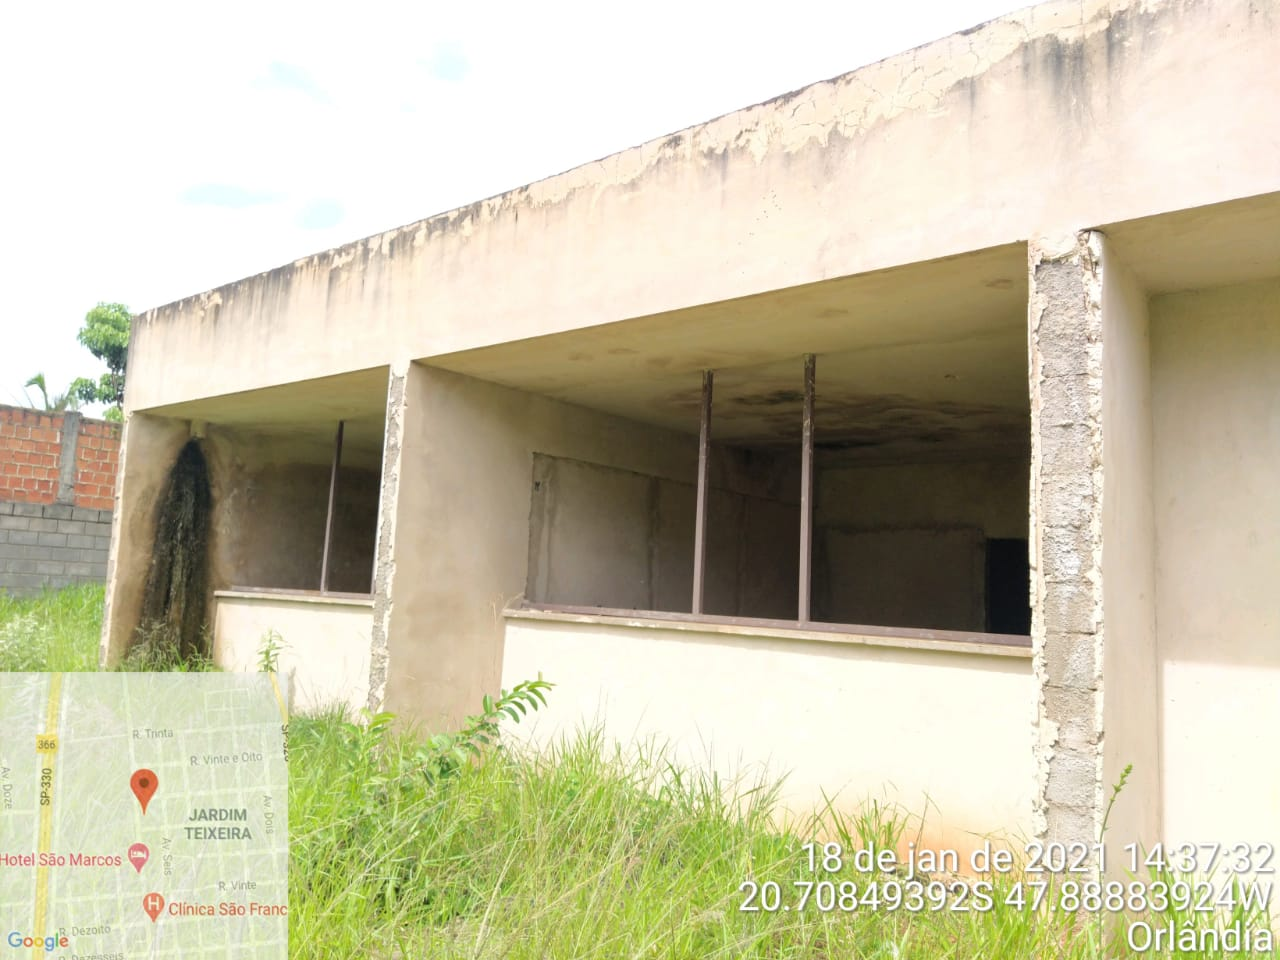 R. Trinta
366
R. Vinte e Oito
SP-330
Av. Doze
Av. Dois
JARDIM
TEIXEIRA
Av. Seis
Hotel São Marcos
R. Vinte
Clínica São Franc
R. Dezoito
Google
R. Dezesseis
18 de jan de 2021 14:37:32
20.70849392S 47.88883924W
Orlândia